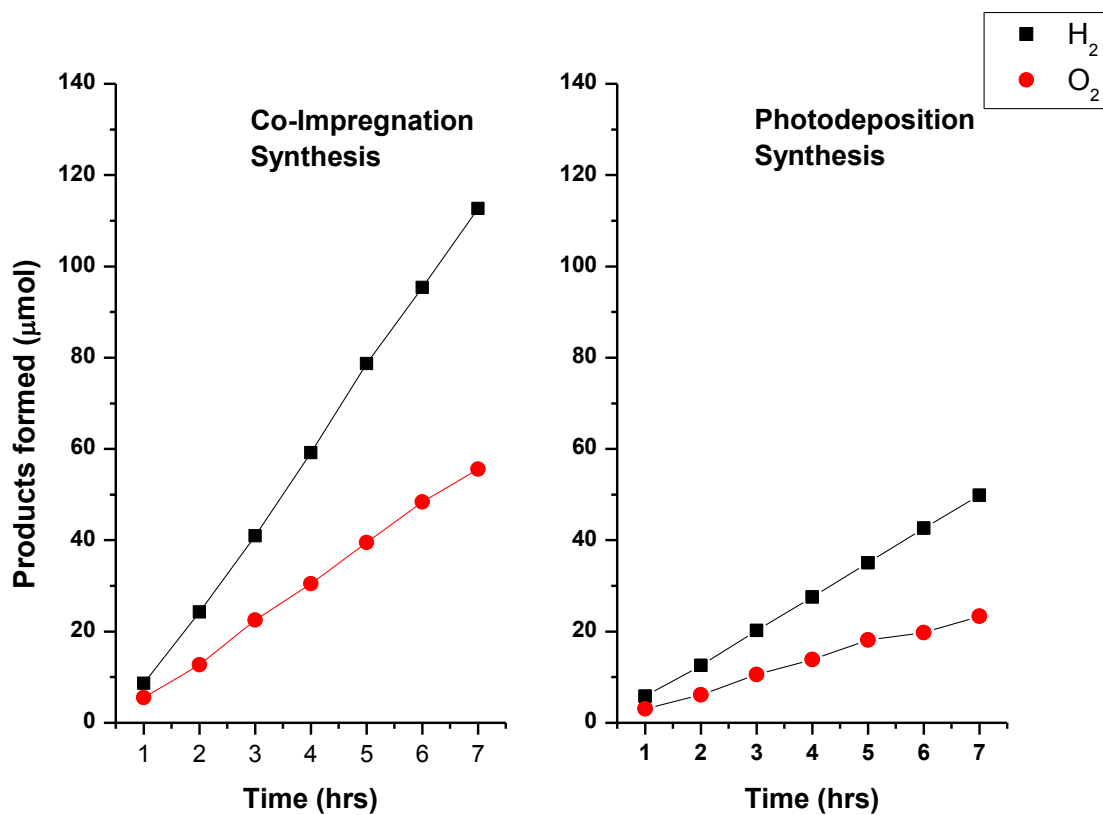 H₂
O₂
Co-Impregnation
Synthesis
Photodeposition
Synthesis
Products formed (μmol)
140
120
100
80
60
40
20
0
1 2 3 4 5 6 7
Time (hrs)
140
120
100
80
60
40
20
0
1 2 3 4 5 6 7
Time (hrs)